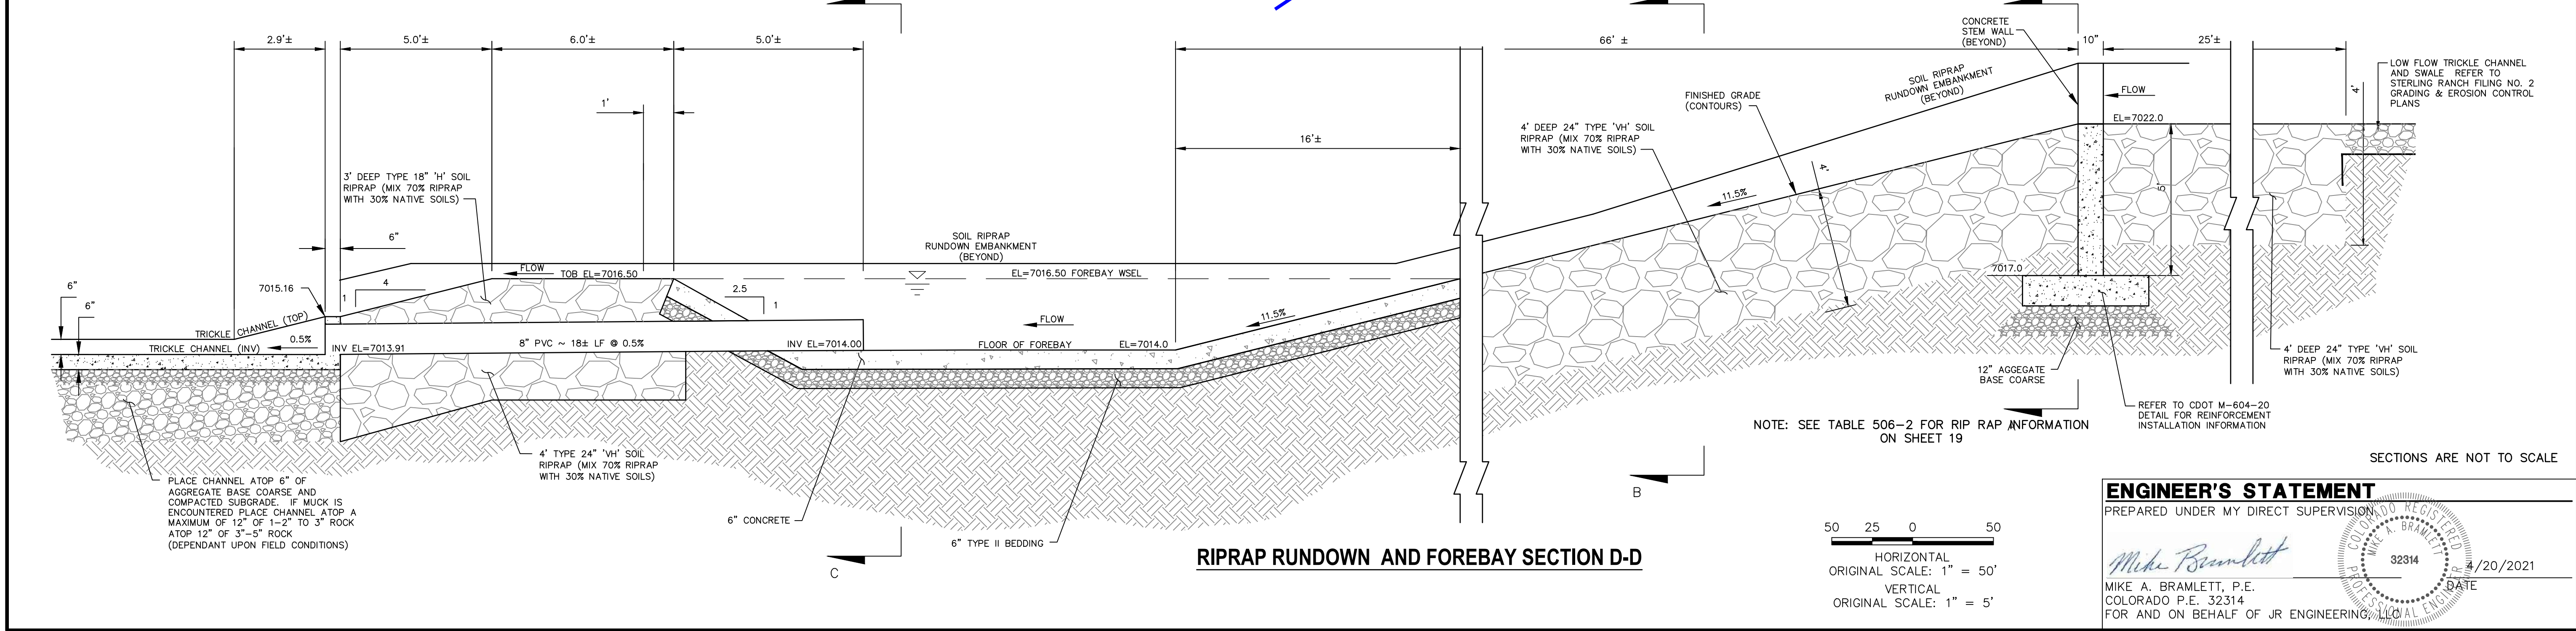 2.9'±
5.0'±
6.0'±
5.0'±
66' ±
10"
25'±
1'
16'±
CONCRETE
STEM WALL
(BEYOND)
SOIL RIPRAP
RUNDOWN EMBANKMENT
(BEYOND)
FINISHED GRADE
(CONTOURS)
FLOW
EL=7022.0
4'
LOW FLOW TRICKLE CHANNEL
AND SWALE REFER TO
STERLING RANCH FILING NO. 2
GRADING & EROSION CONTROL
PLANS
4' DEEP 24" TYPE 'VH' SOIL
RIPRAP (MIX 70% RIPRAP
WITH 30% NATIVE SOILS)
3' DEEP TYPE 18" 'H' SOIL
RIPRAP (MIX 70% RIPRAP
WITH 30% NATIVE SOILS)
4'
11.5%
5'
6"
SOIL RIPRAP
RUNDOWN EMBANKMENT
(BEYOND)
FLOW
TOB EL=7016.50
EL=7016.50 FOREBAY WSEL
7017.0
6"
6"
7015.16
1
4
2.5
1
TRICKLE CHANNEL (TOP)
TRICKLE CHANNEL (INV)
0.5%
INV EL=7013.91
8" PVC ~ 18± LF @ 0.5%
INV EL=7014.00
FLOW
FLOOR OF FOREBAY
EL=7014.0
11.5%
12" AGGEGATE
BASE COARSE
4' DEEP 24" TYPE 'VH' SOIL
RIPRAP (MIX 70% RIPRAP
WITH 30% NATIVE SOILS)
REFER TO CDOT M-604-20
DETAIL FOR REINFORCEMENT
INSTALLATION INFORMATION
NOTE: SEE TABLE 506-2 FOR RIP RAP INFORMATION
ON SHEET 19
4' TYPE 24" 'VH' SOIL
RIPRAP (MIX 70% RIPRAP
WITH 30% NATIVE SOILS)
PLACE CHANNEL ATOP 6" OF
AGGREGATE BASE COARSE AND
COMPACTED SUBGRADE. IF MUCK IS
ENCOUNTERED PLACE CHANNEL ATOP A
MAXIMUM OF 12" OF 1-2" TO 3" ROCK
ATOP 12" OF 3"-5" ROCK
(DEPENDANT UPON FIELD CONDITIONS)
6" CONCRETE
6" TYPE II BEDDING
C
B
RIPRAP RUNDOWN AND FOREBAY SECTION D-D
50 25 0 50
HORIZONTAL
ORIGINAL SCALE: 1" = 50'
VERTICAL
ORIGINAL SCALE: 1" = 5'
SECTIONS ARE NOT TO SCALE
ENGINEER'S STATEMENT
PREPARED UNDER MY DIRECT SUPERVISION
Mike Bramlett
COLORADO REGISTERED
MIKE A. BRAMLETT
32314
PROFESSIONAL ENGINEER
4/20/2021
DATE
MIKE A. BRAMLETT, P.E.
COLORADO P.E. 32314
FOR AND ON BEHALF OF JR ENGINEERING, LLC